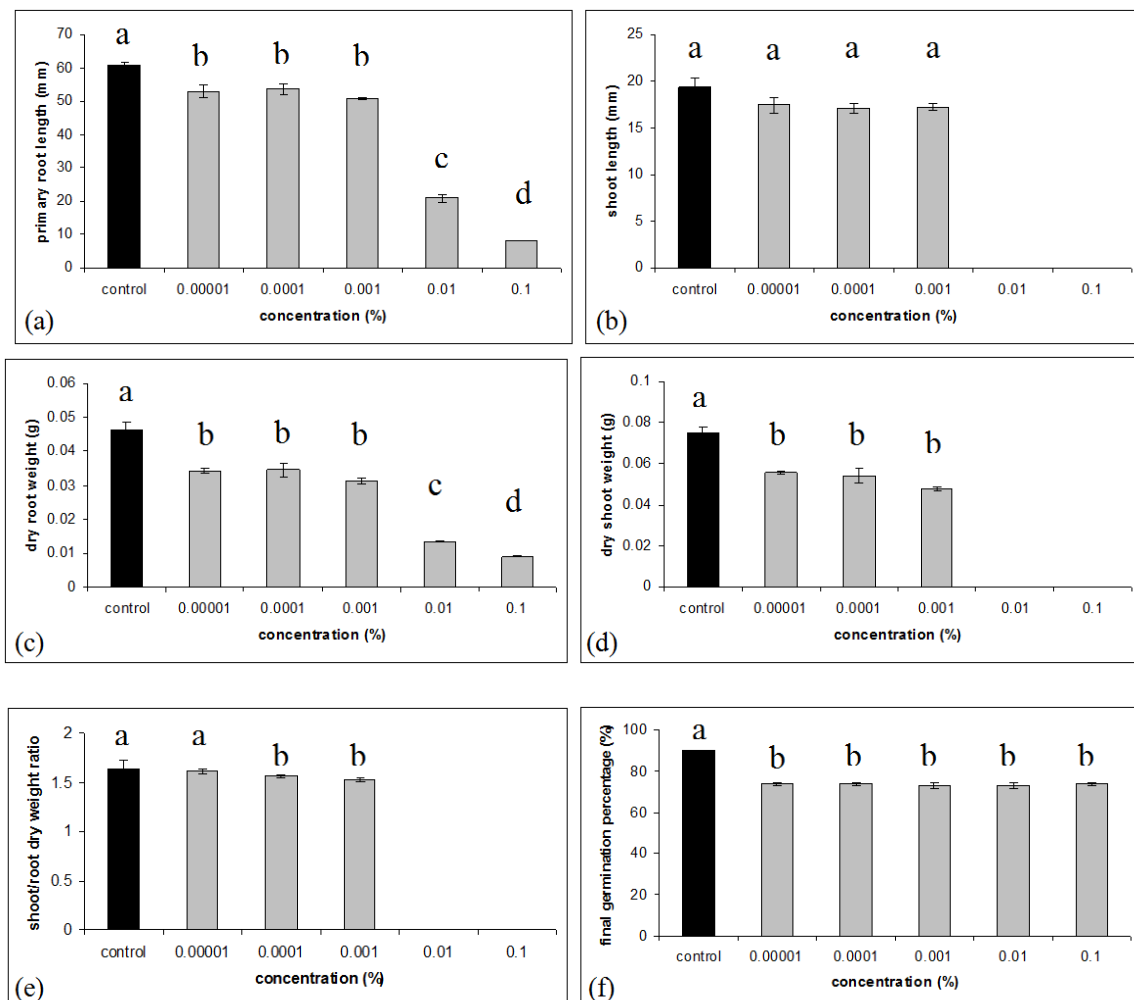 70
60
50
40
30
20
10
0
primary root length (mm)
a
b
b
b
c
d
control 0.00001 0.0001 0.001 0.01 0.1
concentration (%)
(a)
25
20
15
10
5
0
shoot length (mm)
a
a
a
a
control 0.00001 0.0001 0.001 0.01 0.1
concentration (%)
(b)
0.06
0.05
0.04
0.03
0.02
0.01
0
dry root weight (g)
a
b
b
b
c
d
control 0.00001 0.0001 0.001 0.01 0.1
concentration (%)
(c)
0.1
0.08
0.06
0.04
0.02
0
dry shoot weight (g)
a
b
b
b
control 0.00001 0.0001 0.001 0.01 0.1
concentration (%)
(d)
2
1.5
1
0.5
0
shoot/root dry weight ratio
a
a
b
b
control 0.00001 0.0001 0.001 0.01 0.1
concentration (%)
(e)
100
80
60
40
20
0
final germination percentage (%)
a
b
b
b
b
b
control 0.00001 0.0001 0.001 0.01 0.1
concentration (%)
(f)